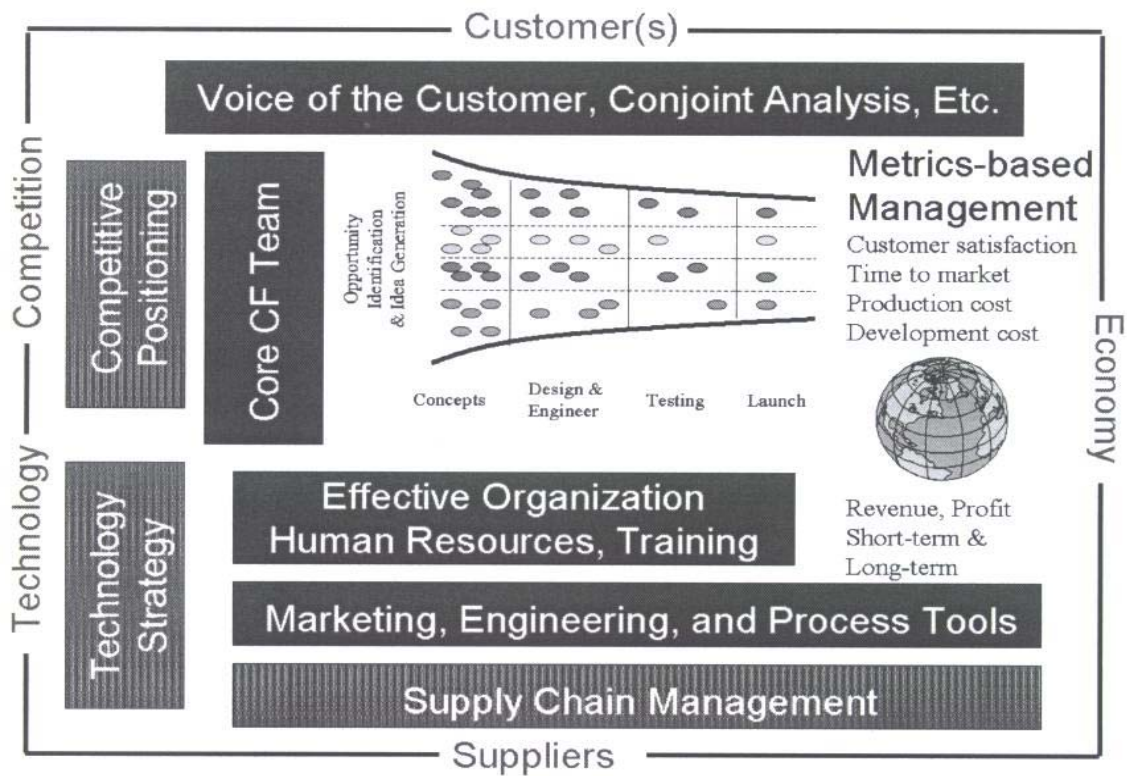 Customer(s)
Voice of the Customer, Conjoint Analysis, Etc.
Competition
Technology
Competitive
Positioning
Core CF Team
Opportunity
Identification
& Idea Generation
Concepts
Design &
Engineer
Testing
Launch
Metrics-based
Management
Customer satisfaction
Time to market
Production cost
Development cost
Revenue, Profit
Short-term &
Long-term
Economy
Technology
Strategy
Effective Organization
Human Resources, Training
Marketing, Engineering, and Process Tools
Supply Chain Management
Suppliers